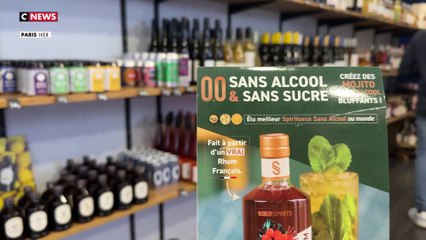 CNEWS
PARIS HIER
00 SANS ALCOOL
& SANS SUCRE
CRÉEZ DES
MOJITO
ALCOOL
BLUFFANTS !
Élu meilleur Spiritueux Sans Alcool au monde
Fait à partir
d'un VRAI
Rhum
Français.
SOBER SPIRITS